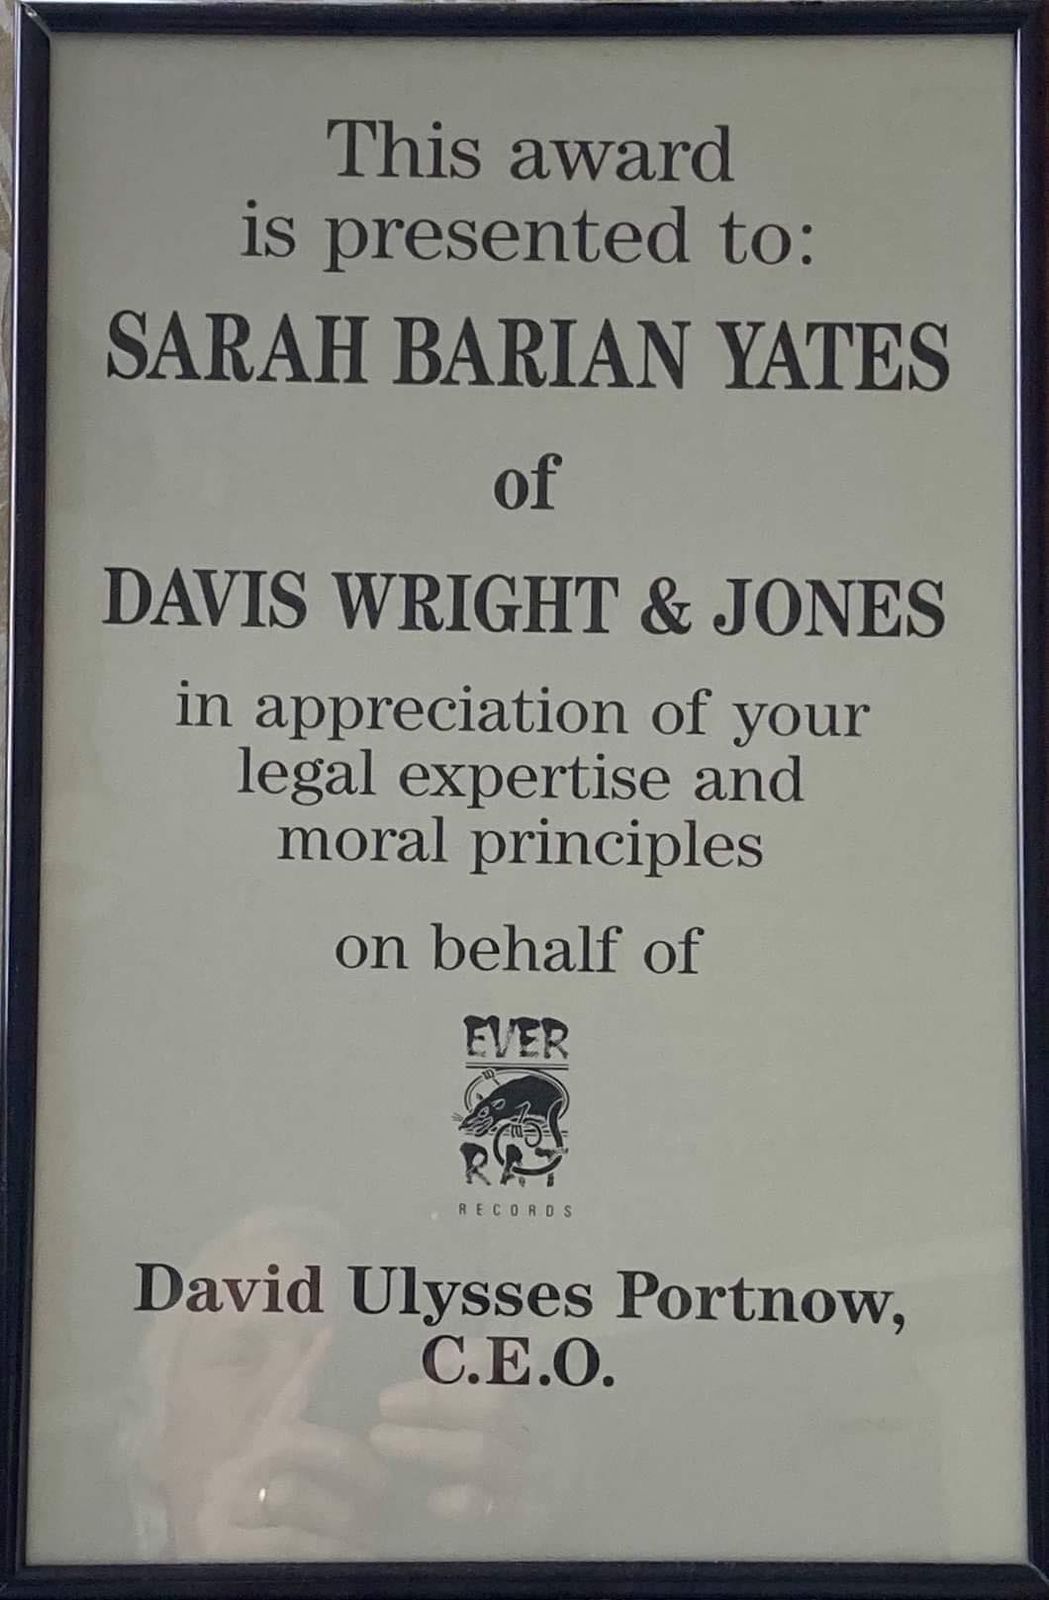 This award
is presented to:
SARAH BARIAN YATES
of
DAVIS WRIGHT & JONES
in appreciation of your
legal expertise and
moral principles
on behalf of
EVER
RAT
RECORDS
David Ulysses Portnow,
C.E.O.